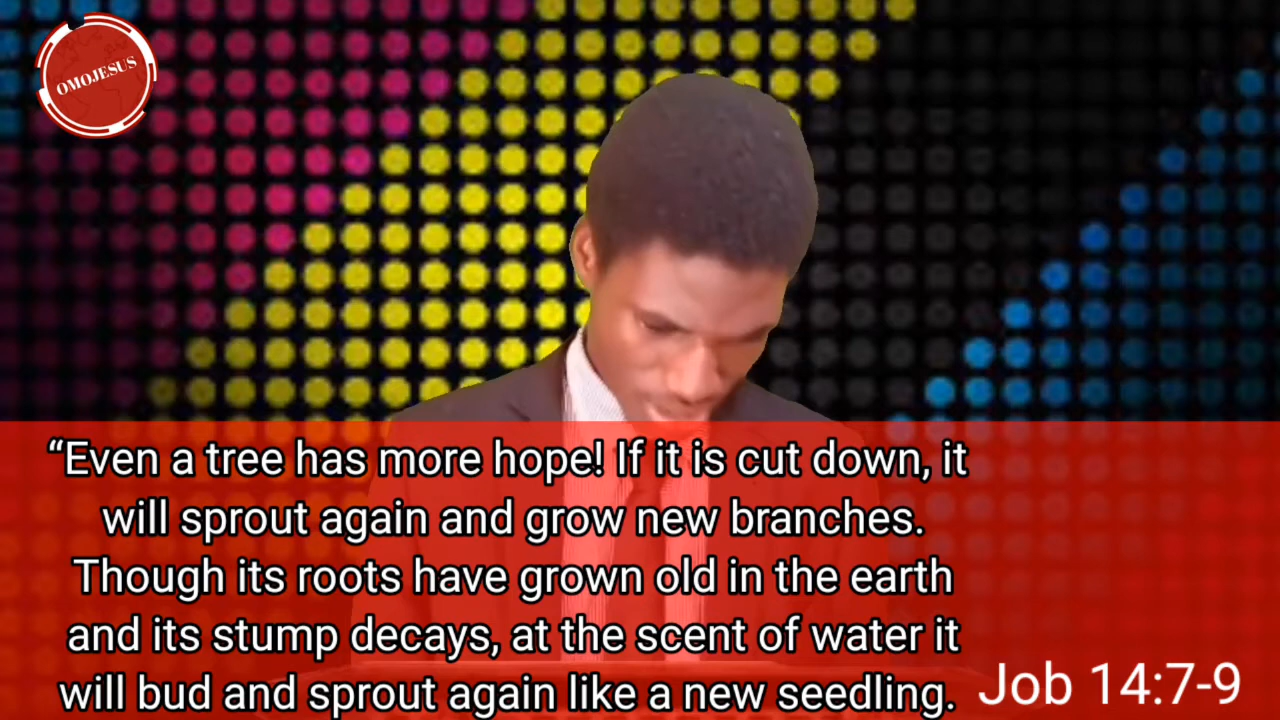 OMOJESUS
“Even a tree has more hope! If it is cut down, it
will sprout again and grow new branches.
Though its roots have grown old in the earth
and its stump decays, at the scent of water it
will bud and sprout again like a new seedling.
Job 14:7-9